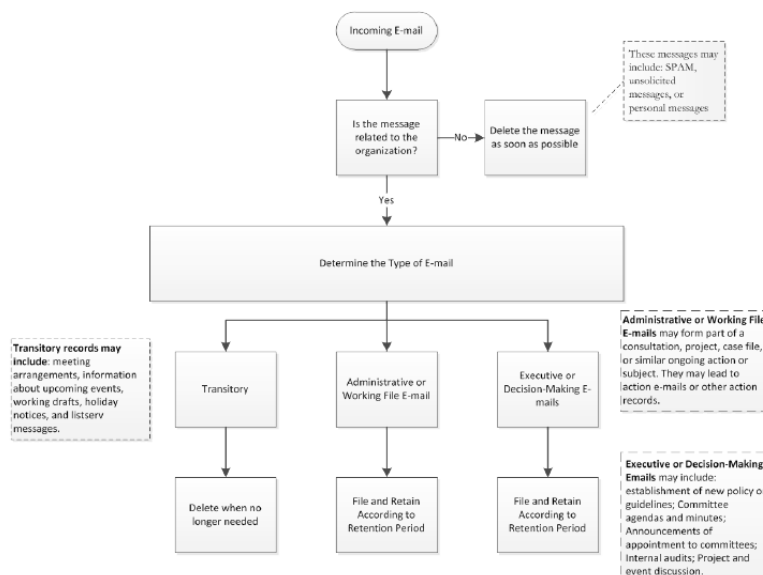 Incoming E-mail
These messages may
include: SPAM,
unsolicited
messages, or
personal messages
Is the message
related to the
organization?
No
Delete the message
as soon as possible
Yes
Determine the Type of E-mail
Transitory records may
include: meeting
arrangements, information
about upcoming events,
working drafts, holiday
notices, and listserv
messages.
Transitory
Administrative or
Working File E-mail
Executive or
Decision-Making E-
mails
Administrative or Working File
E-mails may form part of a
consultation, project, case file,
or similar ongoing action or
subject. They may lead to
action e-mails or other action
records.
Delete when no
longer needed
File and Retain
According to
Retention Period
File and Retain
According to
Retention Period
Executive or Decision-Making
Emails may include:
establishment of new policy o
guidelines; Committee
agendas and minutes;
Announcements of
appointment to committees;
Internal audits; Project and
event discussion.